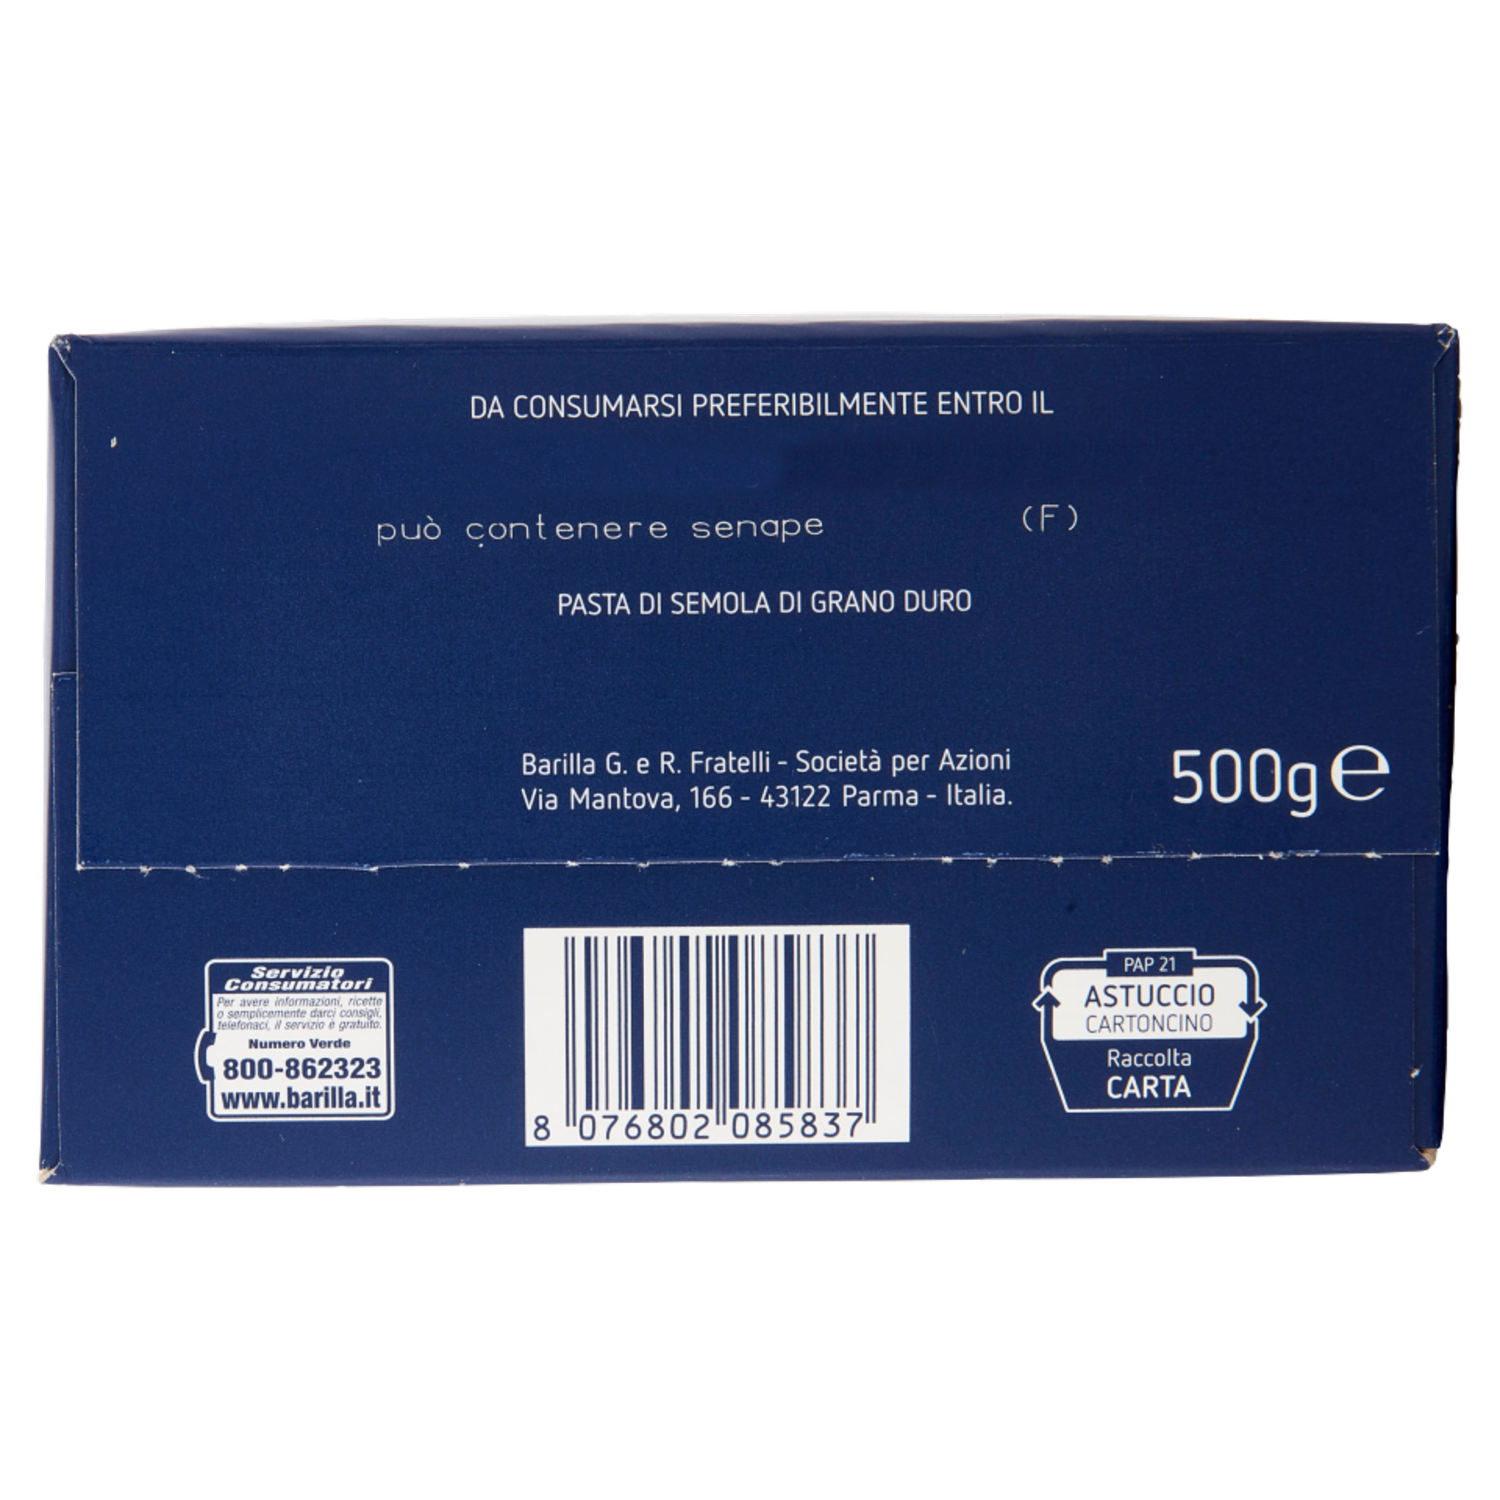 DA CONSUMARSI PREFERIBILMENTE ENTRO IL
può contenere senape (F)
PASTA DI SEMOLA DI GRANO DURO
Barilla G. e R. Fratelli - Società per Azioni
Via Mantova, 166 - 43122 Parma - Italia.
500g e
Servizio
Consumatori
Per avere informazioni, ricette
o semplicemente darci consigli,
telefonaci, il servizio è gratuito.
Numero Verde
800-862323
www.barilla.it
8 076802 085837
PAP 21
ASTUCCIO
CARTONCINO
Raccolta
CARTA